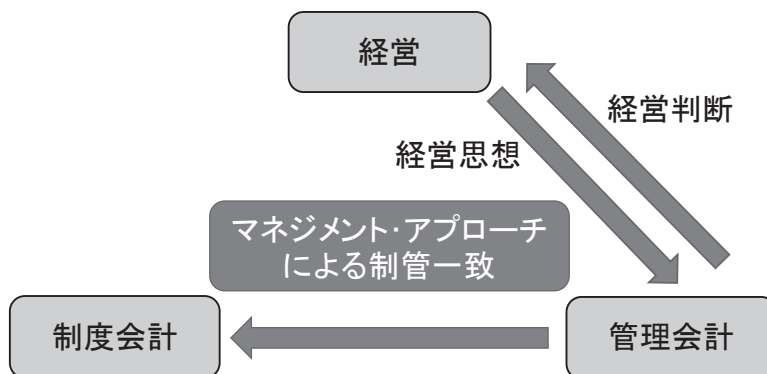 経営
経営判断
経営思想
マネジメント・アプローチ
による制管一致
制度会計
管理会計